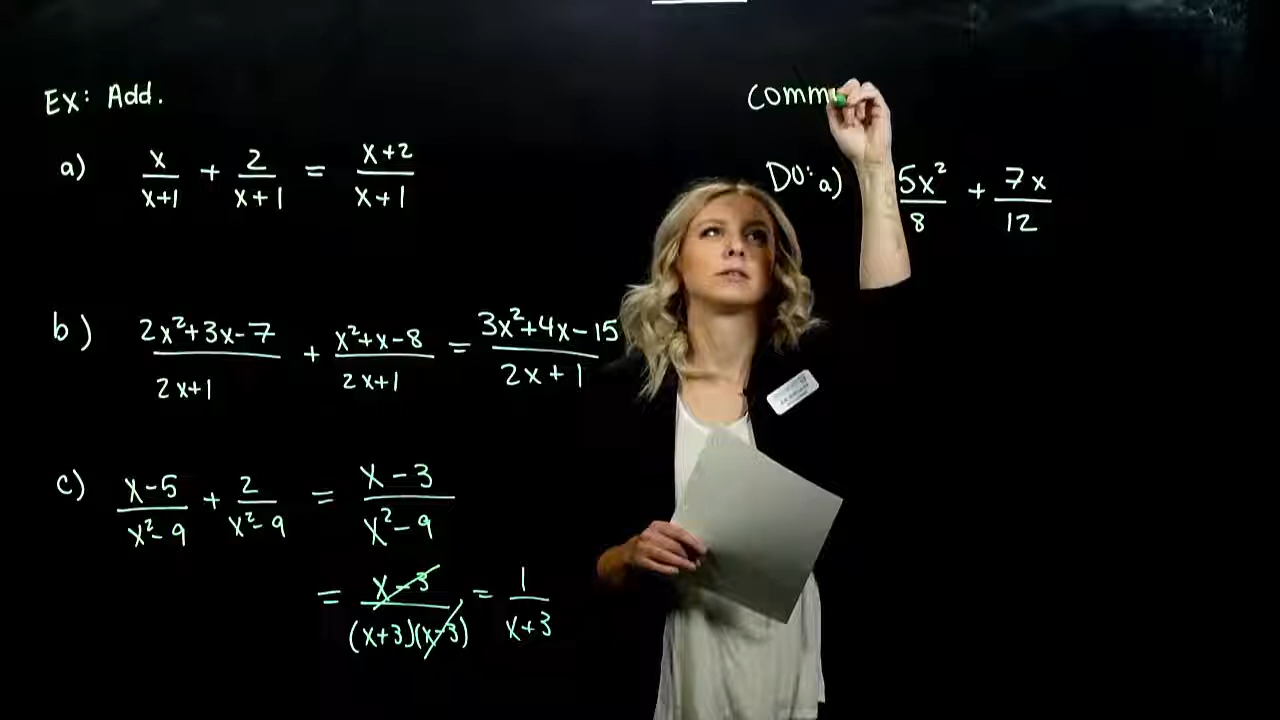 Ex: Add.
a) x/(x+1) + 2/(x+1) = (x+2)/(x+1)
b) (2x²+3x-7)/(2x+1) + (x²+x-8)/(2x+1) = (3x²+4x-15)/(2x+1)
c) (x-5)/(x²-9) + 2/(x²-9) = (x-3)/(x²-9)
= (x-3)/((x+3)(x-3)) = 1/(x+3)
Comm
Do: a) 5x²/8 + 7x/12